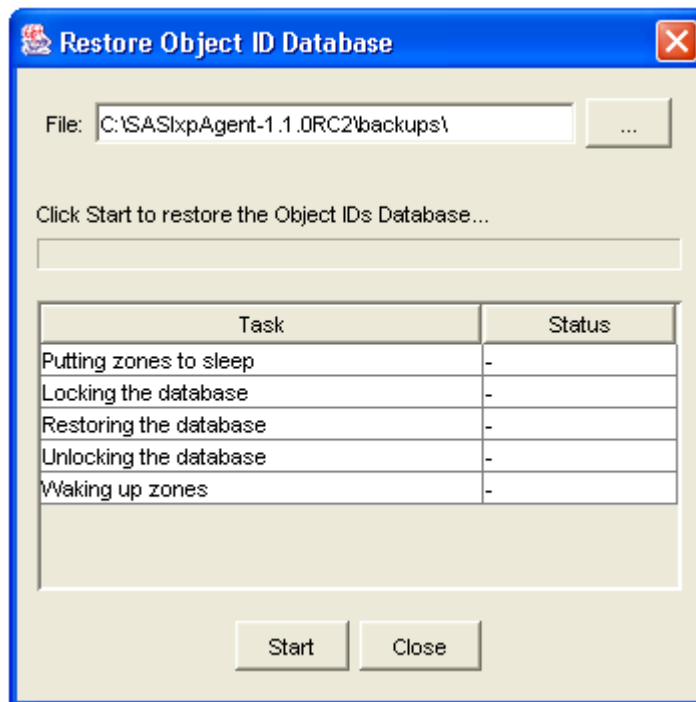 Restore Object ID Database
File: C:\SASIxpAgent-1.1.0RC2\backups\ ...
Click Start to restore the Object IDs Database...
Task Status
Putting zones to sleep -
Locking the database -
Restoring the database -
Unlocking the database -
Waking up zones -
Start Close